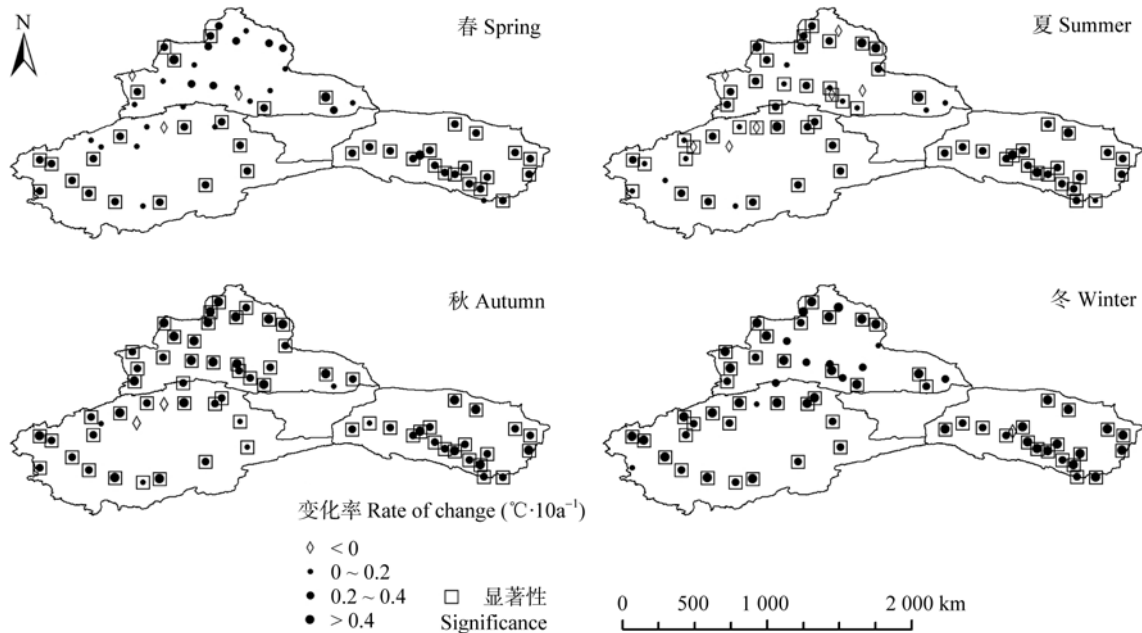 N
春 Spring
夏 Summer
秋 Autumn
冬 Winter
变化率 Rate of change (℃·10a⁻¹)
< 0
0 ~ 0.2
0.2 ~ 0.4
> 0.4
显著性
Significance
0 500 1 000 2 000 km